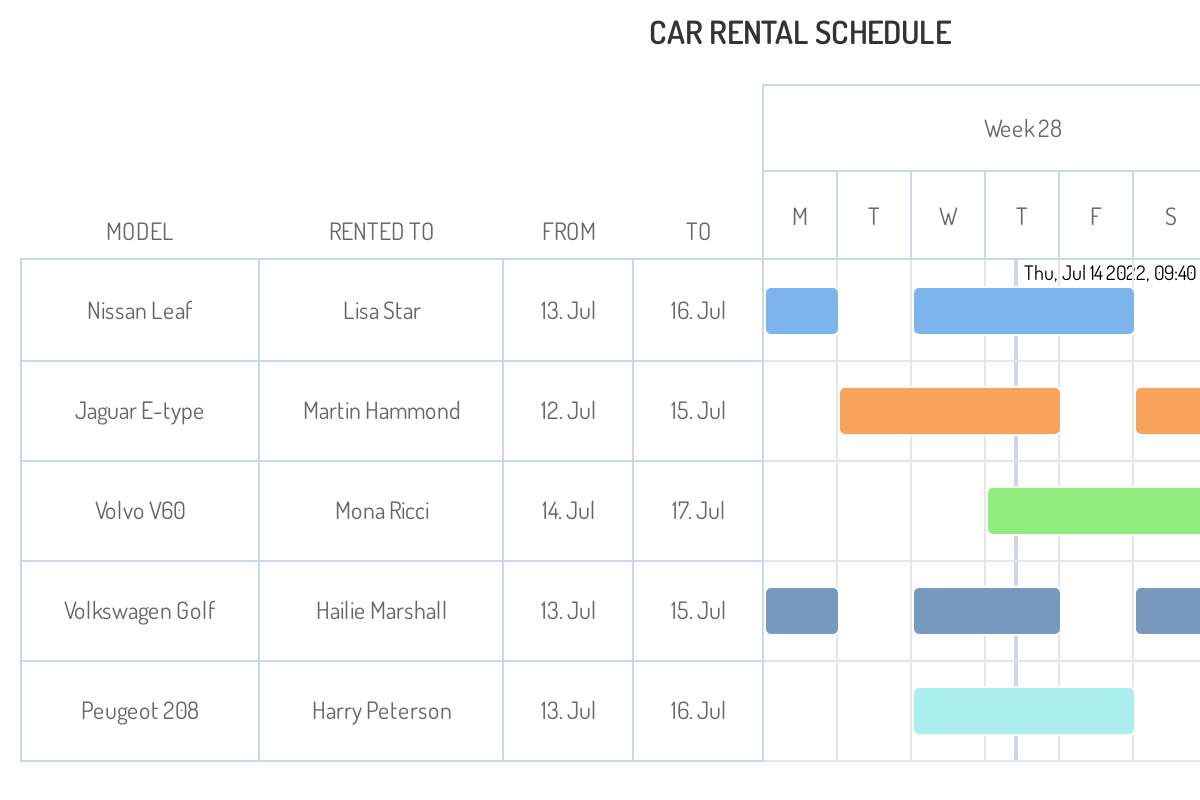 CAR RENTAL SCHEDULE
Week 28
MODEL RENTED TO FROM TO M T W T F S
Thu, Jul 14 2022, 09:40
Nissan Leaf Lisa Star 13. Jul 16. Jul
Jaguar E-type Martin Hammond 12. Jul 15. Jul
Volvo V60 Mona Ricci 14. Jul 17. Jul
Volkswagen Golf Hailie Marshall 13. Jul 15. Jul
Peugeot 208 Harry Peterson 13. Jul 16. Jul